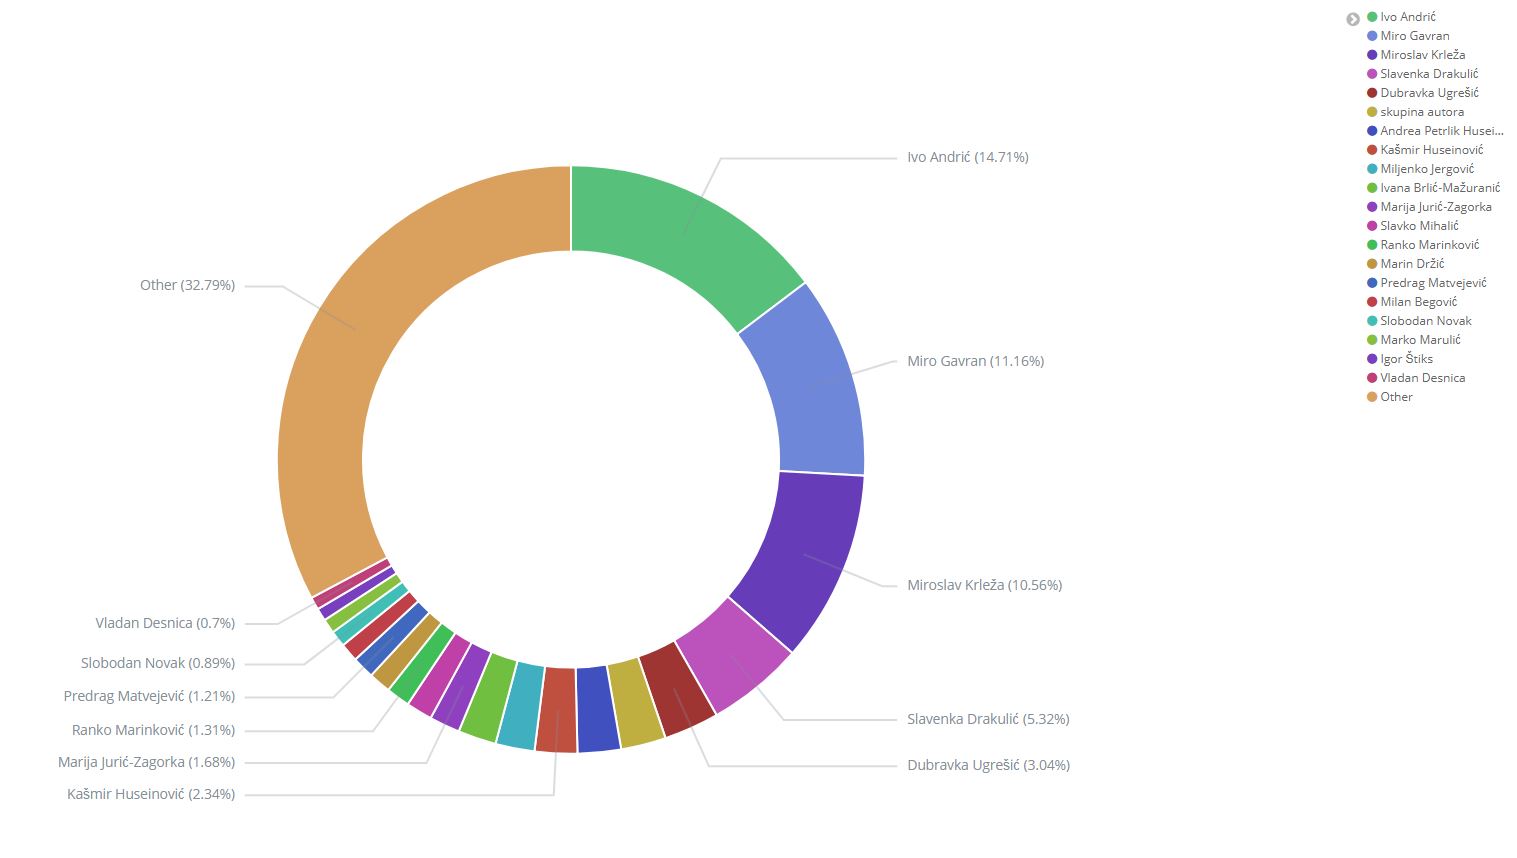 Ivo Andrić (14.71%)
Other (32.79%)
Miro Gavran (11.16%)
Miroslav Krleža (10.56%)
Vladan Desnica (0.7%)
Slobodan Novak (0.89%)
Predrag Matvejević (1.21%)
Slavenka Drakulić (5.32%)
Ranko Marinković (1.31%)
Marija Jurić-Zagorka (1.68%)
Dubravka Ugrešić (3.04%)
Kašmir Huseinović (2.34%)
Ivo Andrić
Miro Gavran
Miroslav Krleža
Slavenka Drakulić
Dubravka Ugrešić
skupina autora
Andrea Petrlik Husei...
Kašmir Huseinović
Miljenko Jergović
Ivana Brlić-Mažuranić
Marija Jurić-Zagorka
Slavko Mihalić
Ranko Marinković
Marin Držić
Predrag Matvejević
Milan Begović
Slobodan Novak
Marko Marulić
Igor Štiks
Vladan Desnica
Other